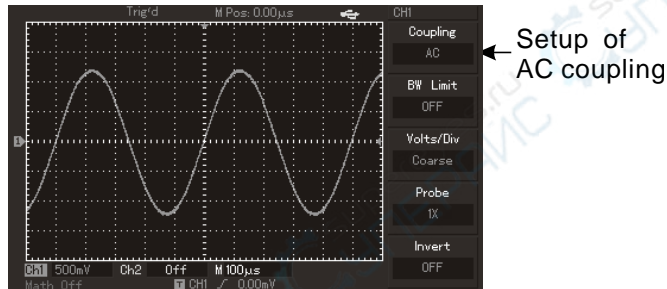 Trig'd M Pos: 0.00μs CH1
Coupling
AC
Setup of
AC coupling
BW Limit
OFF
Volts/Div
Coarse
1
Probe
1X
Invert
OFF
Ch1 500mV Ch2 Off M 100μs
Math Off T CH1 0.00mV